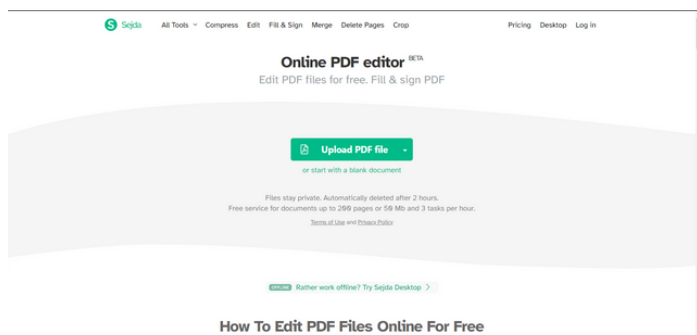 Sejda All Tools Compress Edit Fill & Sign Merge Delete Pages Crop Pricing Desktop Log in
Online PDF editor BETA
Edit PDF files for free. Fill & sign PDF
Upload PDF file
or start with a blank document
Files stay private. Automatically deleted after 2 hours.
Free service for documents up to 200 pages or 50 Mb and 3 tasks per hour.
Terms of Use and Privacy Policy
OFFLINE Rather work offline? Try Sejda Desktop
How To Edit PDF Files Online For Free